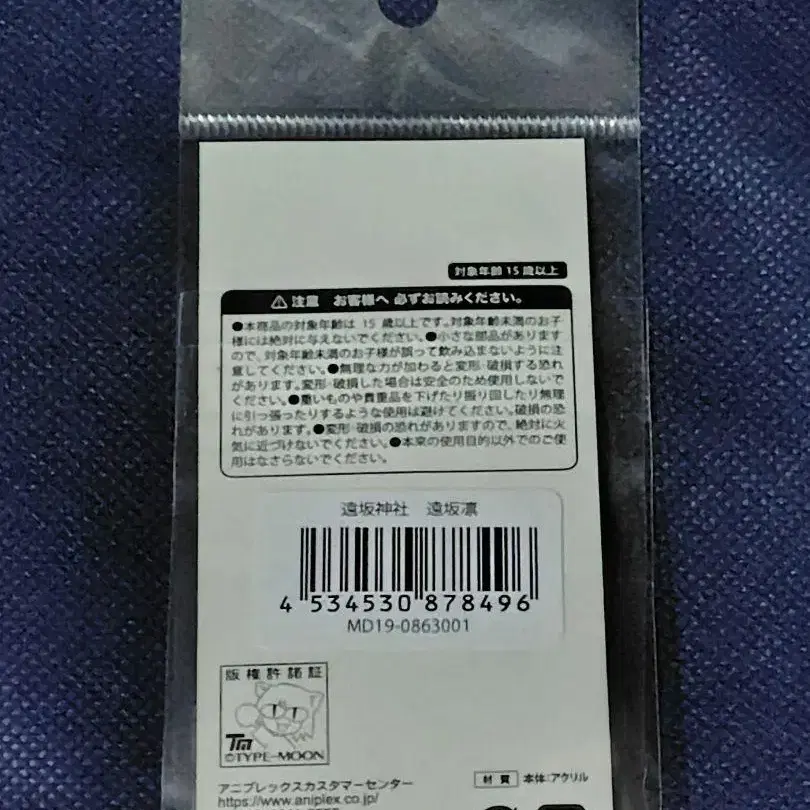 対象年齢 15 歳以上
⚠注意 お客様へ 必ずお読みください。
●本商品の対象年齢は 15 歳以上です。対象年齢未満のお子
様には絶対に与えないでください。●小さな部品があります
ので、対象年齢未満のお子様が誤って飲み込まないように注
意してください。●無理な力が加わると変形・破損する恐れ
があります。変形・破損した場合は安全のため使用しないで
ください。●重いものや貴重品を下げたり振り回したり無理
に引っ張ったりするような使用は避けてください。破損の恐
れがあります。●変形・破損の恐れがありますので、絶対に火
気に近づけないでください。●本来の使用目的以外でのご使
用はなさらないでください。
遠坂神社 遠坂凛
4 534530 878496
MD19-0863001
版権許諾証
TM
©TYPE-MOON
アニプレックスカスタマーセンター
https://www.aniplex.co.jp/
材質 本体:アクリル